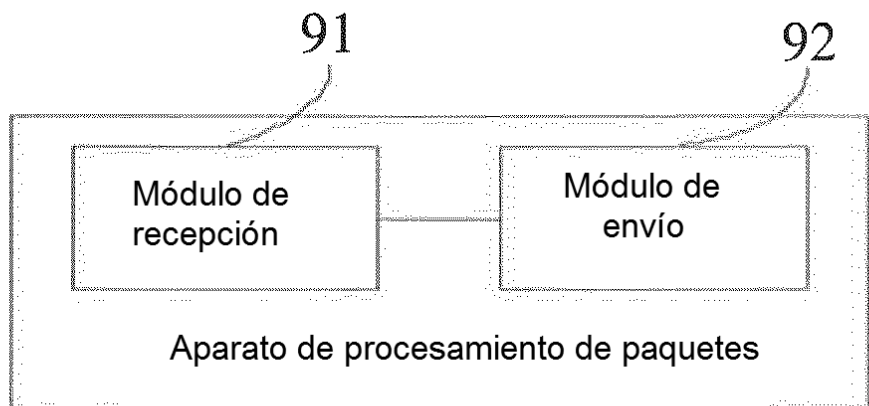 91
92
Módulo de
recepción
Módulo de
envío
Aparato de procesamiento de paquetes